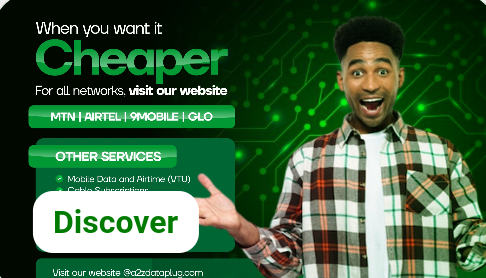 When you want it
Cheaper
For all networks, visit our website
MTN | AIRTEL | 9MOBILE | GLO
OTHER SERVICES
Mobile Data and Airtime (VTU)
Cable Subscriptions
Discover
Visit our website @a2zdataplug.com